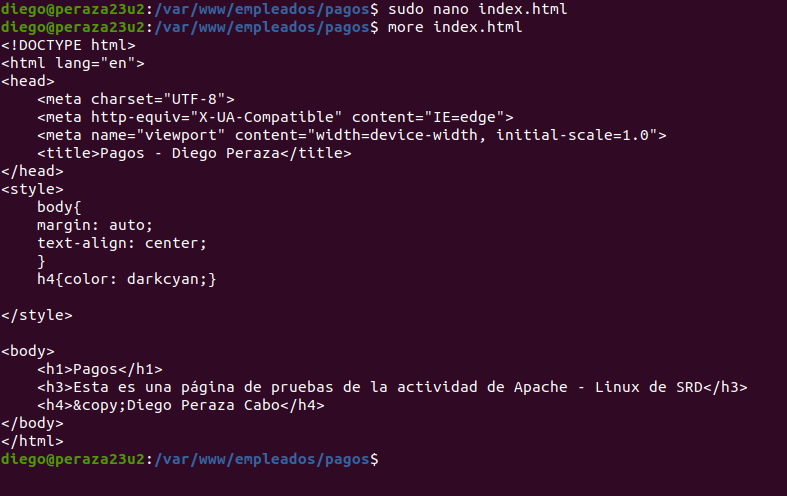 diego@peraza23u2:/var/www/empleados/pagos$ sudo nano index.html
diego@peraza23u2:/var/www/empleados/pagos$ more index.html
<!DOCTYPE html>
<html lang="en">
<head>
    <meta charset="UTF-8">
    <meta http-equiv="X-UA-Compatible" content="IE=edge">
    <meta name="viewport" content="width=device-width, initial-scale=1.0">
    <title>Pagos - Diego Peraza</title>
</head>
<style>
    body{
    margin: auto;
    text-align: center;
    }
    h4{color: darkcyan;}

</style>

<body>
    <h1>Pagos</h1>
    <h3>Esta es una página de pruebas de la actividad de Apache - Linux de SRD</h3>
    <h4>&copy;Diego Peraza Cabo</h4>
</body>
</html>
diego@peraza23u2:/var/www/empleados/pagos$